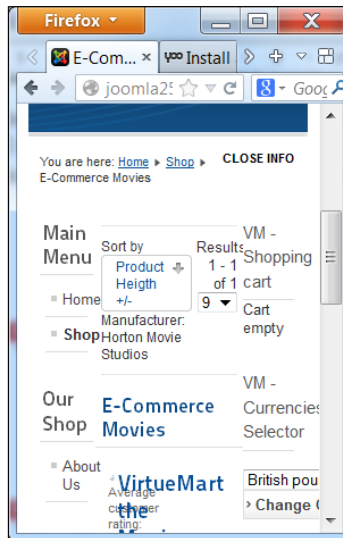 Firefox
E-Com... × yoo Install
joomla25 8 Goog
You are here: Home Shop
CLOSE INFO
E-Commerce Movies
Main
Menu
Home
Shop
Our
Shop
About
Us
Sort by
Product
Heigth
+/-
Results
1 - 1
of 1
9
Manufacturer:
Horton Movie
Studios
E-Commerce
Movies
VirtueMart
the
Average
customer
rating:
VM -
Shopping
cart
Cart
empty
VM -
Currencies
Selector
British pou
Change